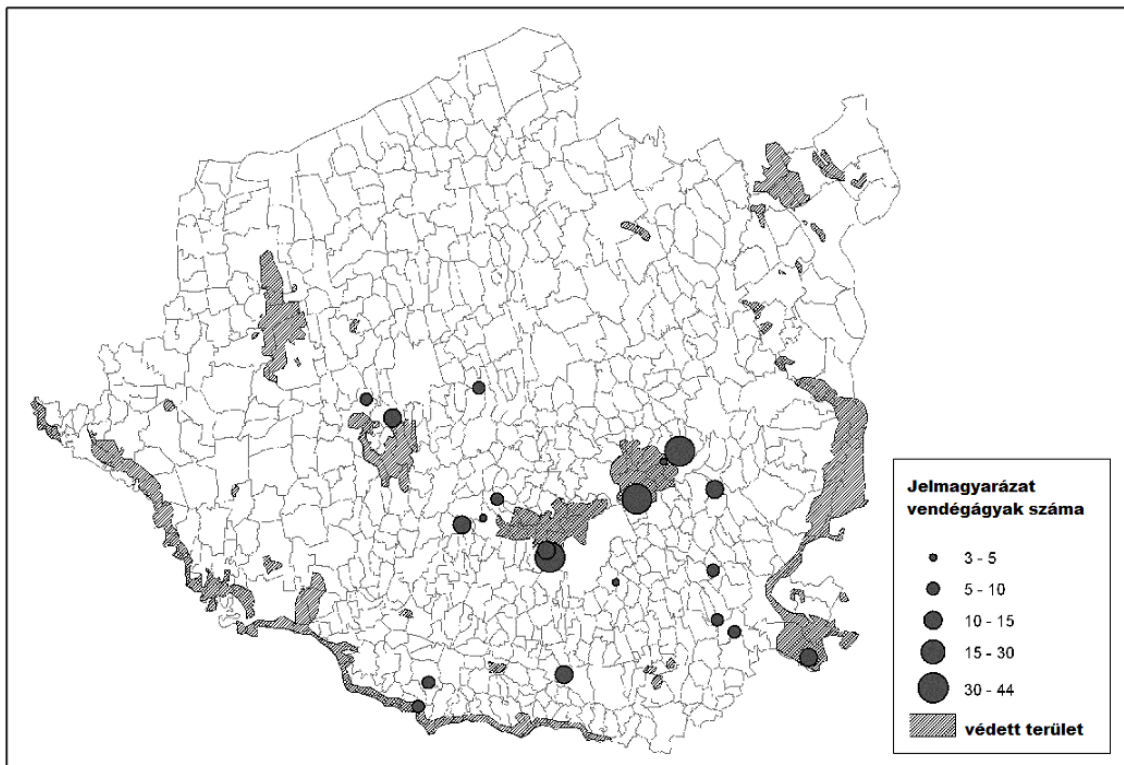 Jelmagyarázat
vendégágyak száma
3 - 5
5 - 10
10 - 15
15 - 30
30 - 44
védett terület